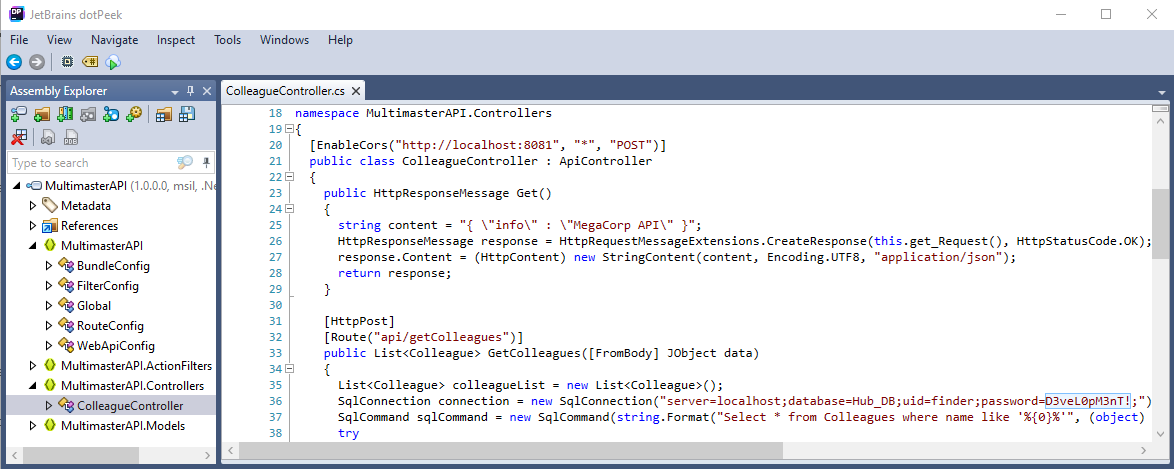 JetBrains dotPeek
File View Navigate Inspect Tools Windows Help
Assembly Explorer
Type to search
MultimasterAPI (1.0.0.0, msil, .Ne
Metadata
References
MultimasterAPI
BundleConfig
FilterConfig
Global
RouteConfig
WebApiConfig
MultimasterAPI.ActionFilters
MultimasterAPI.Controllers
ColleagueController
MultimasterAPI.Models
ColleagueController.cs
18 namespace MultimasterAPI.Controllers
19 {
20 [EnableCors("http://localhost:8081", "*", "POST")]
21 public class ColleagueController : ApiController
22 {
23 public HttpResponseMessage Get()
24 {
25 string content = "{ \"info\" : \"MegaCorp API\" }";
26 HttpResponseMessage response = HttpRequestMessageExtensions.CreateResponse(this.get_Request(), HttpStatusCode.OK);
27 response.Content = (HttpContent) new StringContent(content, Encoding.UTF8, "application/json");
28 return response;
29 }
30
31 [HttpPost]
32 [Route("api/getColleagues")]
33 public List<Colleague> GetColleagues([FromBody] JObject data)
34 {
35 List<Colleague> colleagueList = new List<Colleague>();
36 SqlConnection connection = new SqlConnection("server=localhost;database=Hub_DB;uid=finder;password=D3veL0pM3nT!;")
37 SqlCommand sqlCommand = new SqlCommand(string.Format("Select * from Colleagues where name like '%{0}%'", (object)
38 try